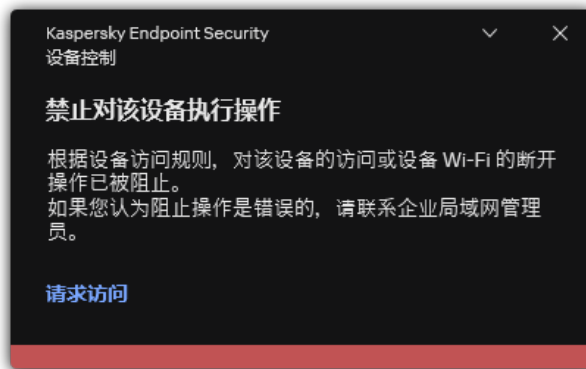 Kaspersky Endpoint Security
设备控制
禁止对该设备执行操作
根据设备访问规则，对该设备的访问或设备 Wi-Fi 的断开
操作已被阻止。
如果您认为阻止操作是错误的，请联系企业局域网管理
员。
请求访问